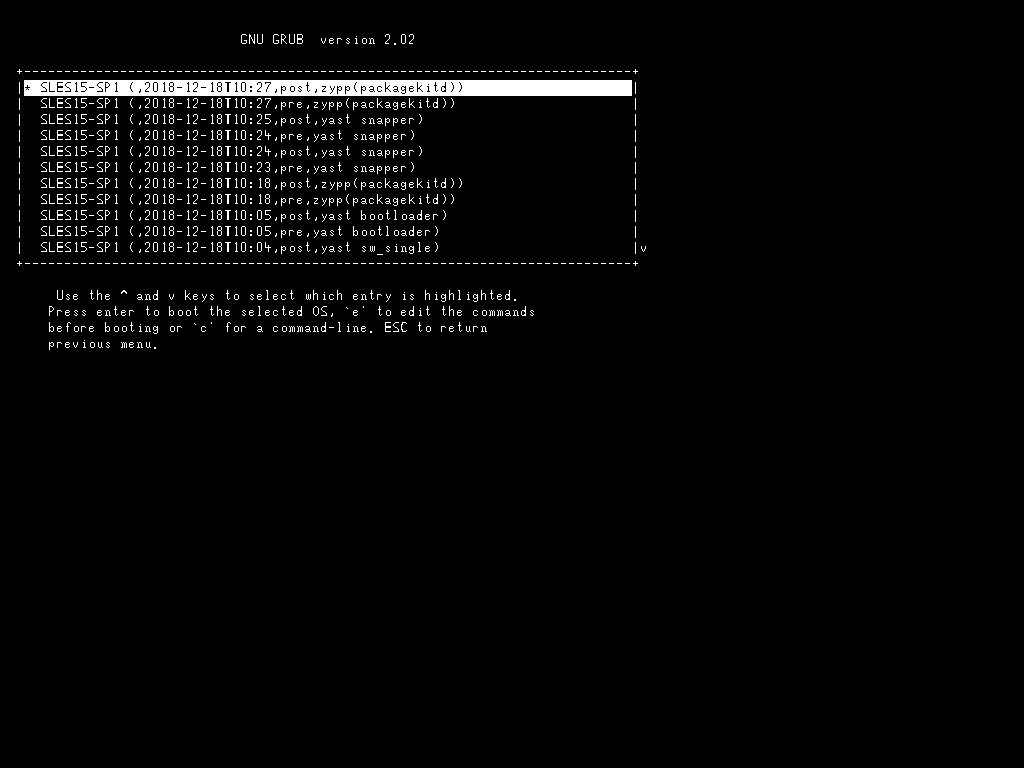 GNU GRUB  version 2.02
+----------------------------------------------------------------------------+
|* SLES15-SP1 (,2018-12-18T10:27,post,zypp(packagekitd))                     |
|  SLES15-SP1 (,2018-12-18T10:27,pre,zypp(packagekitd))                      |
|  SLES15-SP1 (,2018-12-18T10:25,post,yast snapper)                          |
|  SLES15-SP1 (,2018-12-18T10:24,pre,yast snapper)                           |
|  SLES15-SP1 (,2018-12-18T10:24,post,yast snapper)                          |
|  SLES15-SP1 (,2018-12-18T10:23,pre,yast snapper)                           |
|  SLES15-SP1 (,2018-12-18T10:18,post,zypp(packagekitd))                     |
|  SLES15-SP1 (,2018-12-18T10:18,pre,zypp(packagekitd))                      |
|  SLES15-SP1 (,2018-12-18T10:05,post,yast bootloader)                       |
|  SLES15-SP1 (,2018-12-18T10:05,pre,yast bootloader)                        |
|  SLES15-SP1 (,2018-12-18T10:04,post,yast sw_single)                        |v
+----------------------------------------------------------------------------+
Use the ^ and v keys to select which entry is highlighted.
Press enter to boot the selected OS, `e' to edit the commands
before booting or `c' for a command-line. ESC to return
previous menu.